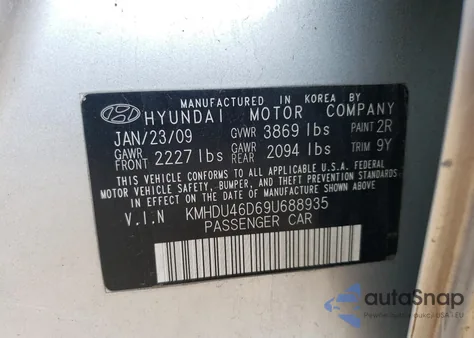 MANUFACTURED IN KOREA BY
HYUNDAI MOTOR COMPANY
JAN/23/09 GVWR 3869 lbs PAINT 2R
GAWR FRONT 2227 lbs GAWR REAR 2094 lbs TRIM 9Y
THIS VEHICLE CONFORMS TO ALL APPLICABLE U.S.A. FEDERAL
MOTOR VEHICLE SAFETY, BUMPER, AND THEFT PREVENTION STANDARDS
IN EFFECT ON THE DATE OF MANUFACTURE SHOWN ABOVE.
V.I.N KMHDU46D69U688935
PASSENGER CAR
autoSnap